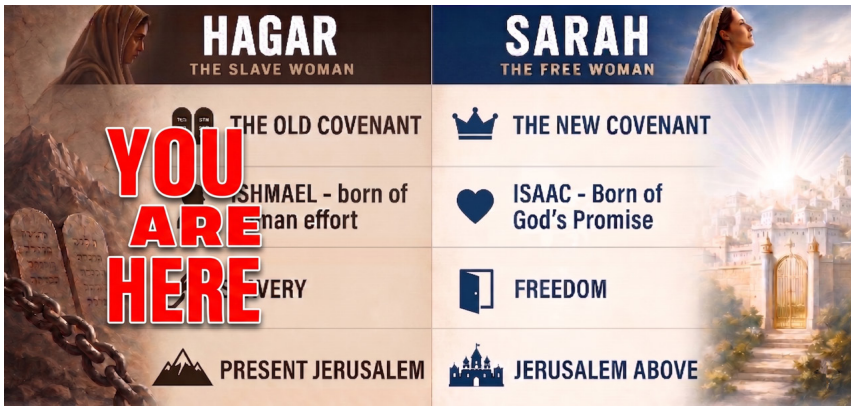 HAGAR
THE SLAVE WOMAN
SARAH
THE FREE WOMAN
THE OLD COVENANT
THE NEW COVENANT
YOU
ARE
HERE
ISHMAEL - born of
effort
ISAAC - Born of
God's Promise
FREEDOM
PRESENT JERUSALEM
JERUSALEM ABOVE